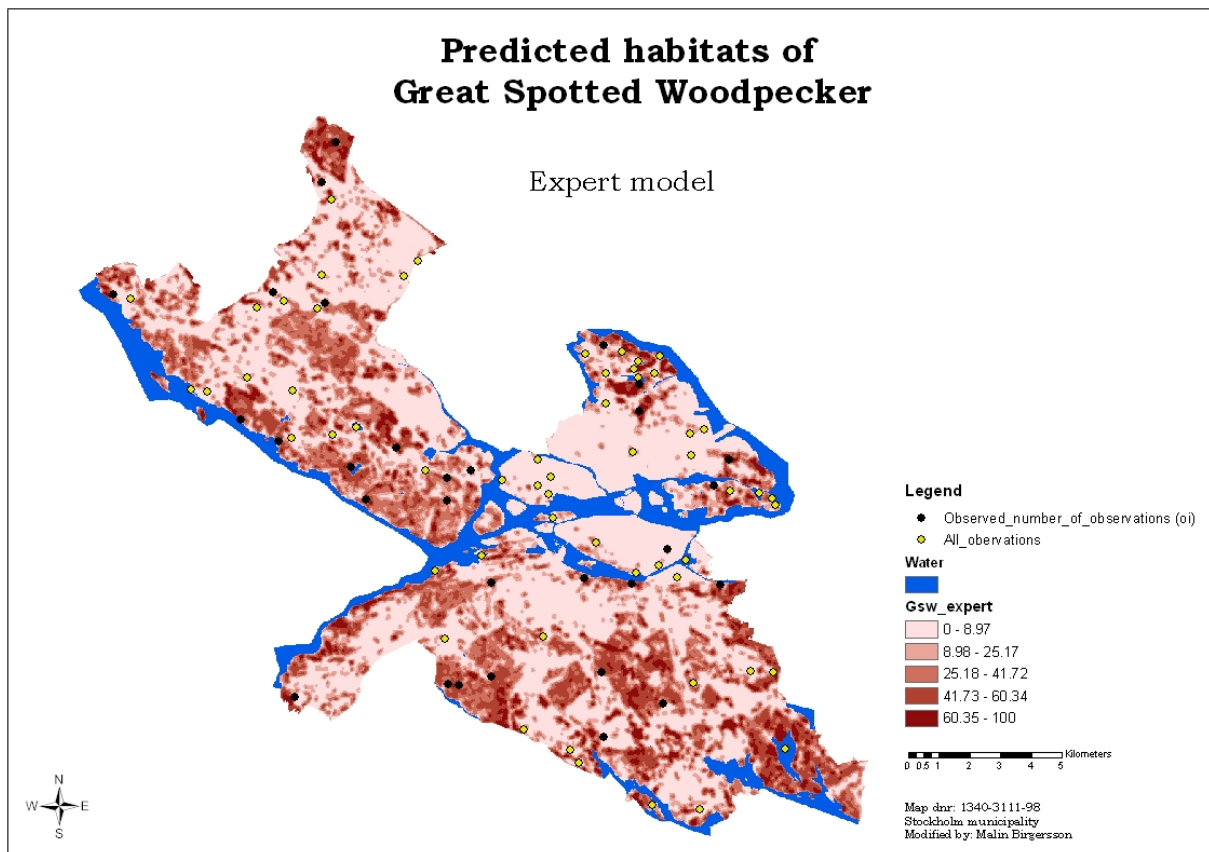 Predicted habitats of
Great Spotted Woodpecker
Expert model
Legend
Observed_number_of_observations (oi)
All_obervations
Water
Gsw_expert
0 - 8.97
8.98 - 25.17
25.18 - 41.72
41.73 - 60.34
60.35 - 100
Kilometers
0 0.5 1 2 3 4 5
N
W E
S
Map dnr: 1340-3111-98
Stockholm municipality
Modified by: Malin Birgersson